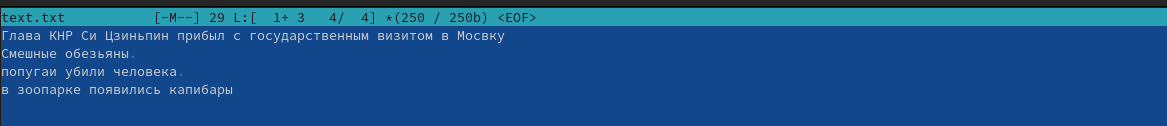 text.txt [-M--] 29 L:[ 1+ 3 4/ 4] *(250 / 250b) <EOF>
Глава КНР Си Цзиньпин прибыл с государственным визитом в Мосвку
Смешные обезьяны.
попугаи убили человека.
в зоопарке появились капибары